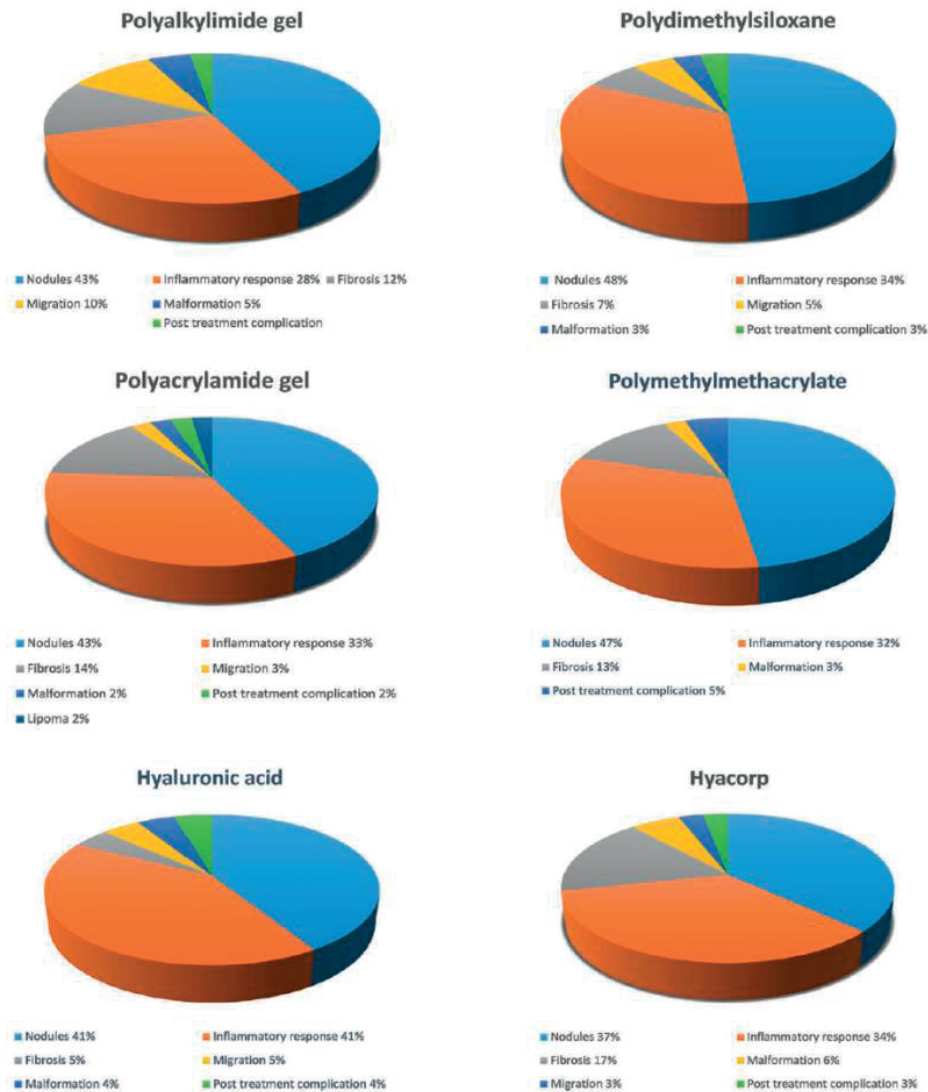 Polyalkylimide gel
Nodules 43% Inflammatory response 28% Fibrosis 12%
Migration 10% Malformation 5%
Post treatment complication
Polydimethylsiloxane
Nodules 48% Inflammatory response 34%
Fibrosis 7% Migration 5%
Malformation 3% Post treatment complication 3%
Polyacrylamide gel
Nodules 43% Inflammatory response 33%
Fibrosis 14% Migration 3%
Malformation 2% Post treatment complication 2%
Lipoma 2%
Polymethylmethacrylate
Nodules 47% Inflammatory response 32%
Fibrosis 13% Malformation 3%
Post treatment complication 5%
Hyaluronic acid
Nodules 41% Inflammatory response 41%
Fibrosis 5% Migration 5%
Malformation 4% Post treatment complication 4%
Hyacorp
Nodules 37% Inflammatory response 34%
Fibrosis 17% Malformation 6%
Migration 3% Post treatment complication 3%